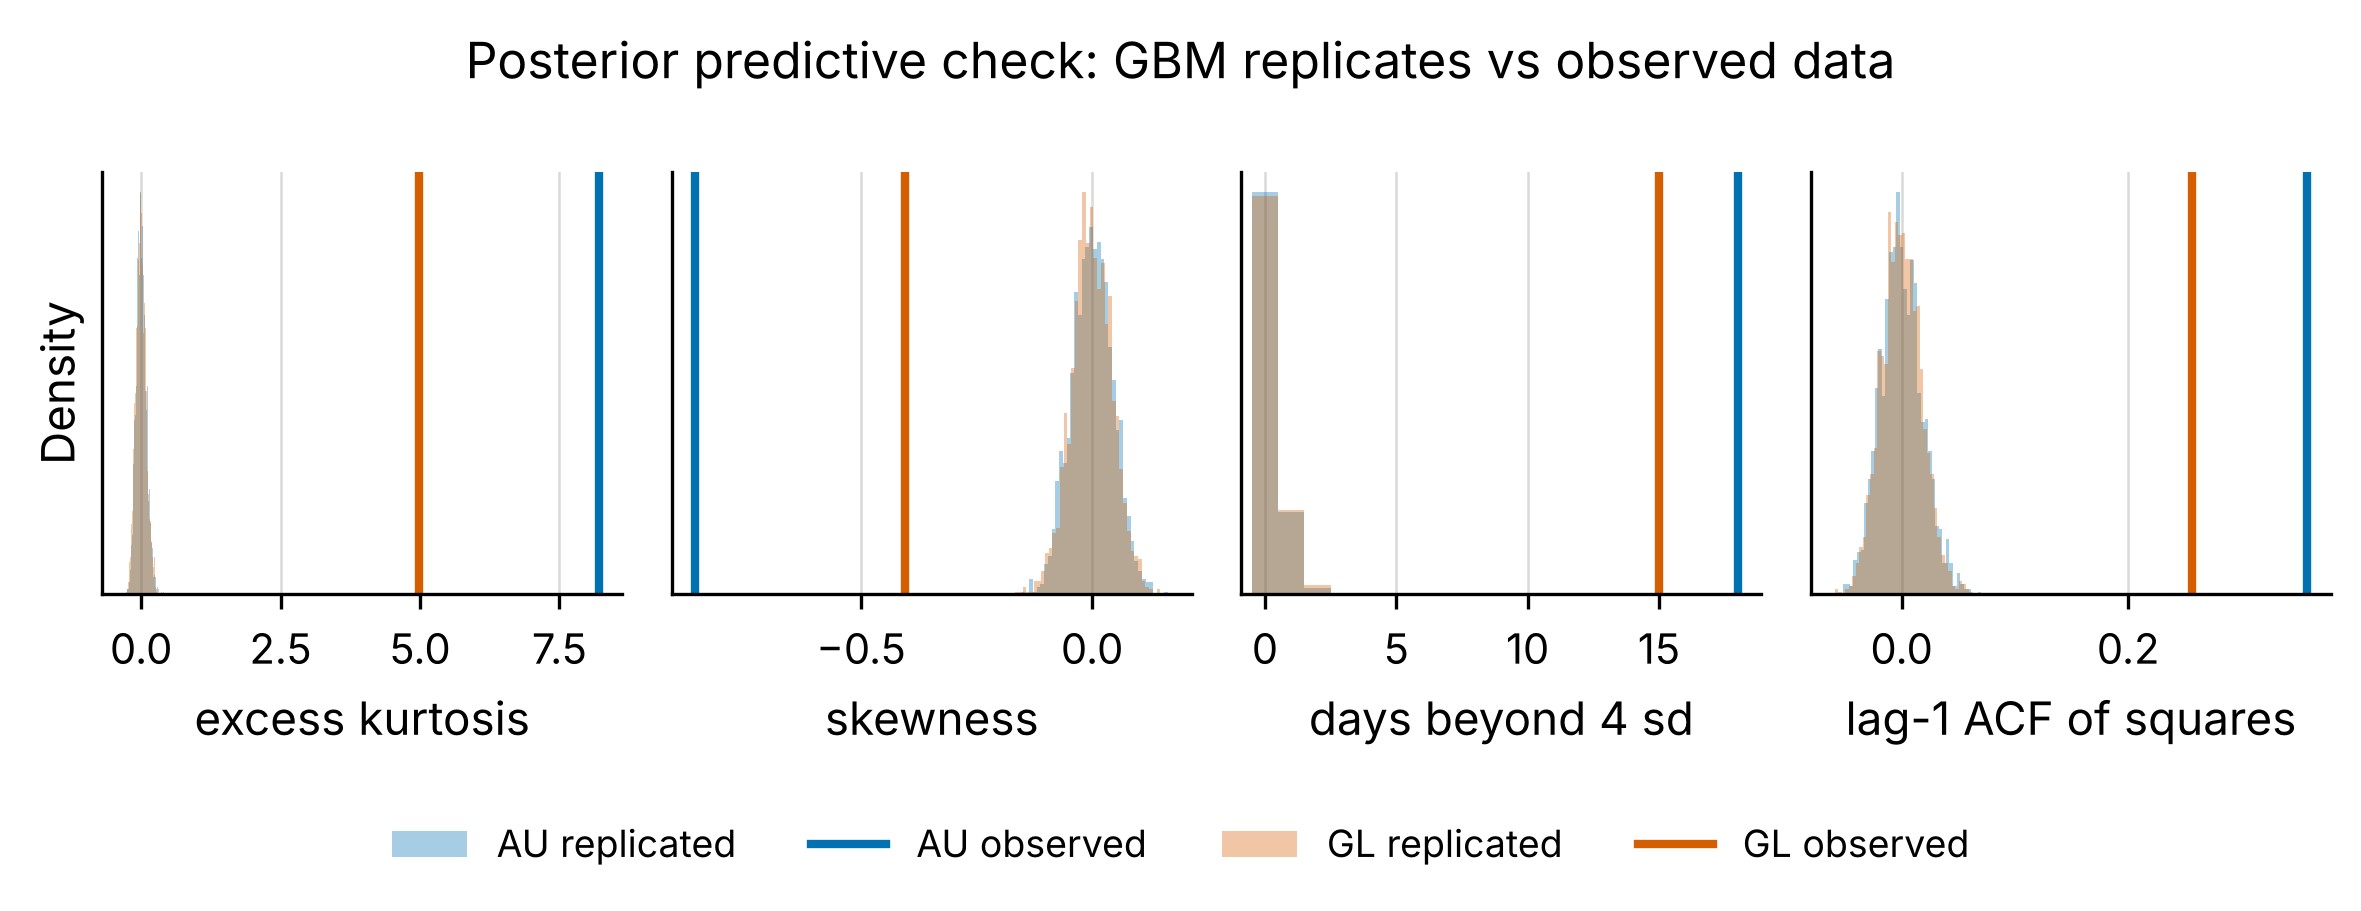 Posterior predictive check: GBM replicates vs observed data
Density
0.0 2.5 5.0 7.5
excess kurtosis
−0.5 0.0
skewness
0 5 10 15
days beyond 4 sd
0.0 0.2
lag-1 ACF of squares
AU replicated AU observed GL replicated GL observed